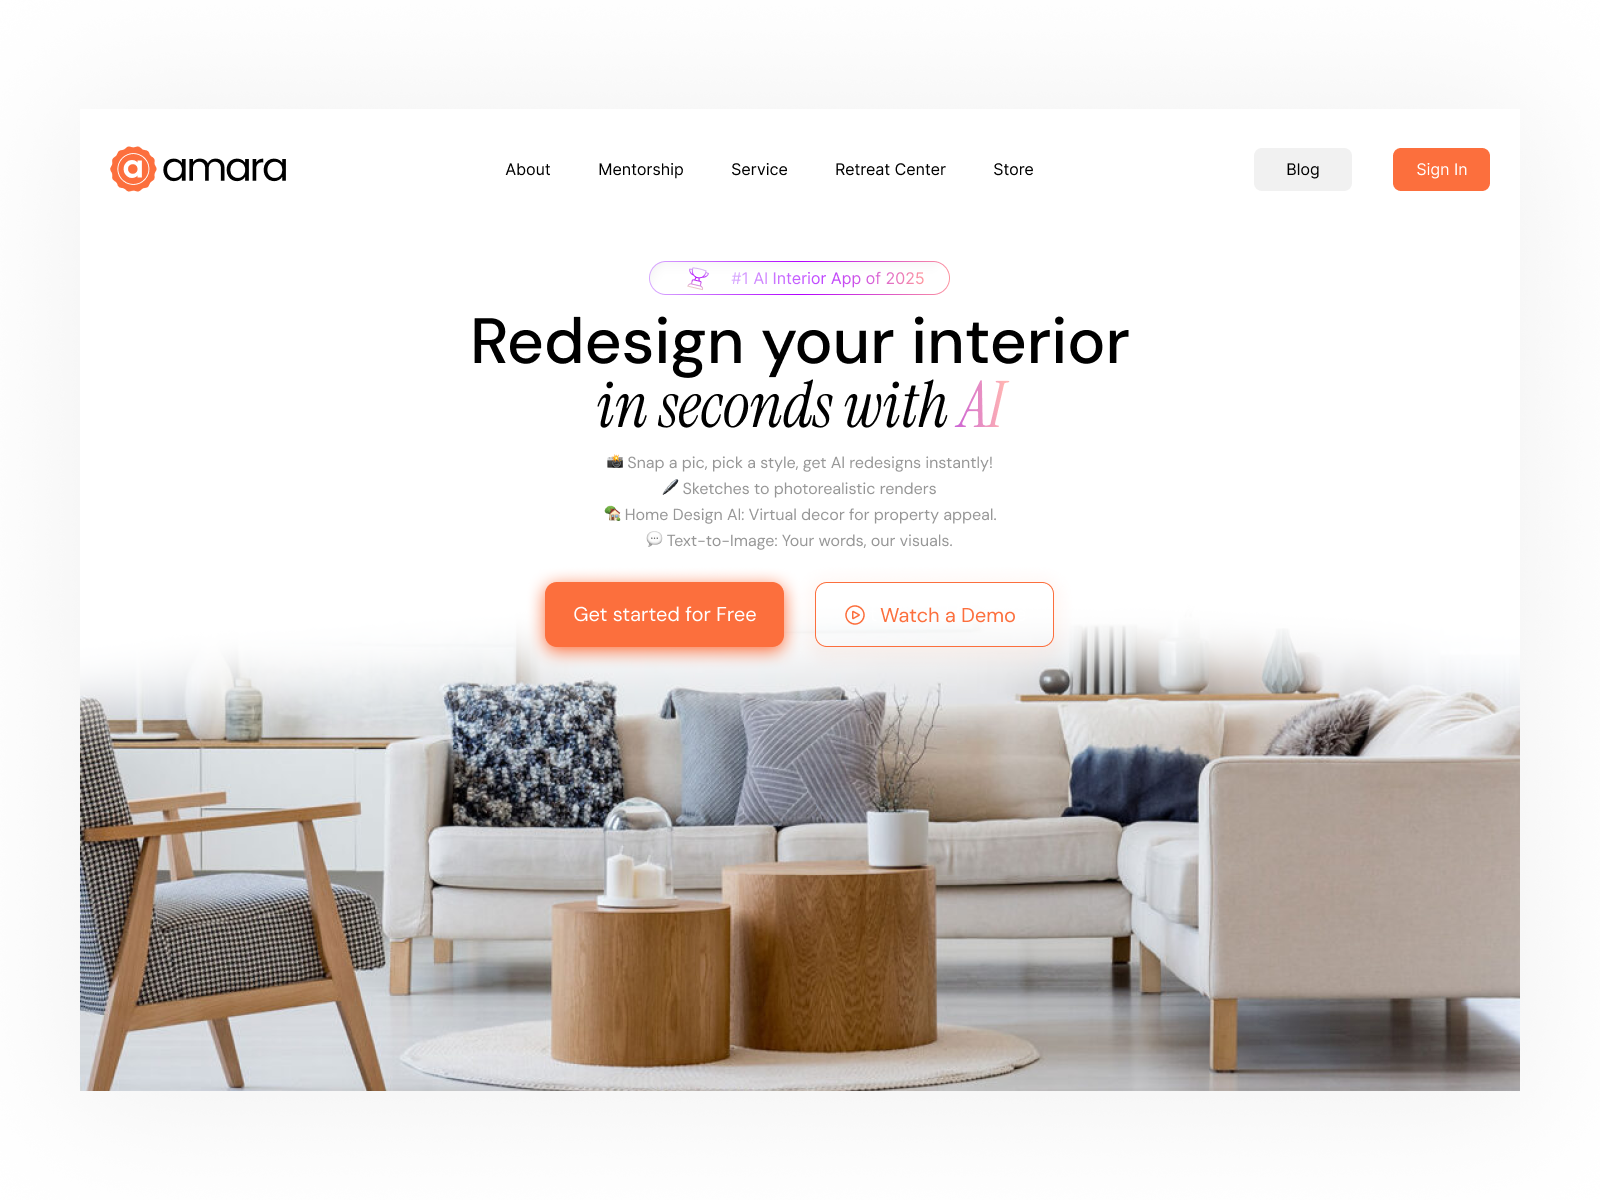 a amara
About Mentorship Service Retreat Center Store Blog Sign In
#1 AI Interior App of 2025
Redesign your interior
in seconds with AI
📸 Snap a pic, pick a style, get AI redesigns instantly!
🖋️ Sketches to photorealistic renders
🏡 Home Design AI: Virtual decor for property appeal.
💬 Text-to-Image: Your words, our visuals.
Get started for Free
Watch a Demo